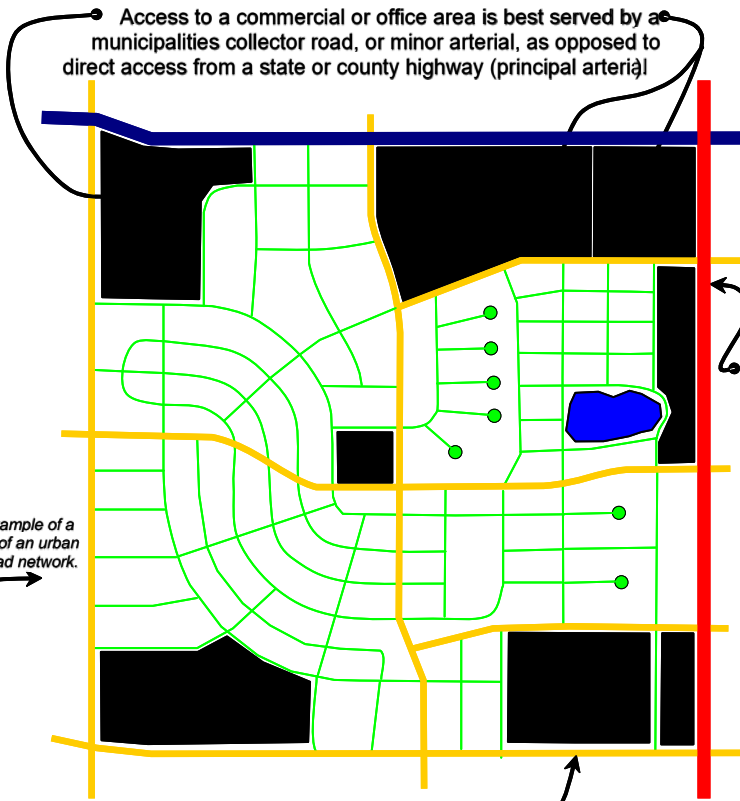 Access to a commercial or office area is best served by a
municipalities collector road, or minor arterial, as opposed to
direct access from a state or county highway (principal arterial)
ample of a
of an urban
ad network.